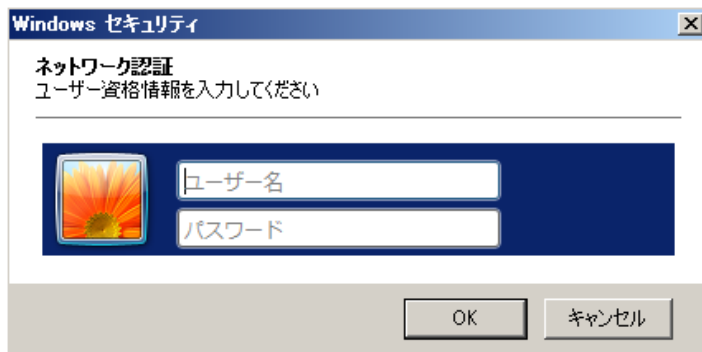 Windows セキュリティ
ネットワーク認証
ユーザー資格情報を入力してください
ユーザー名
パスワード
OK
キャンセル